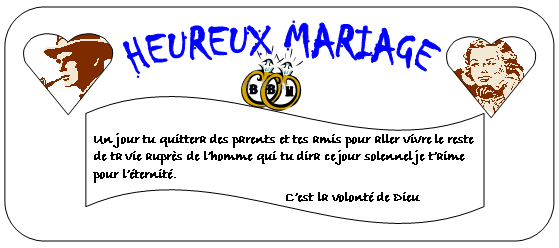 HEUREUX MARIAGE
B B M
Un jour tu quittera des parents et tes amis pour aller vivre le reste
de ta vie auprès de l'homme qui tu dira ce jour solennel je t'aime
pour l'éternité.
C'est la volonté de Dieu